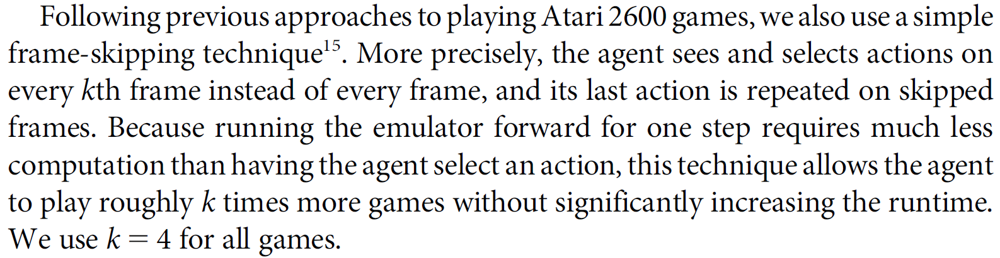 Following previous approaches to playing Atari 2600 games, we also use a simple
frame-skipping technique¹⁵. More precisely, the agent sees and selects actions on
every kth frame instead of every frame, and its last action is repeated on skipped
frames. Because running the emulator forward for one step requires much less
computation than having the agent select an action, this technique allows the agent
to play roughly k times more games without significantly increasing the runtime.
We use k = 4 for all games.